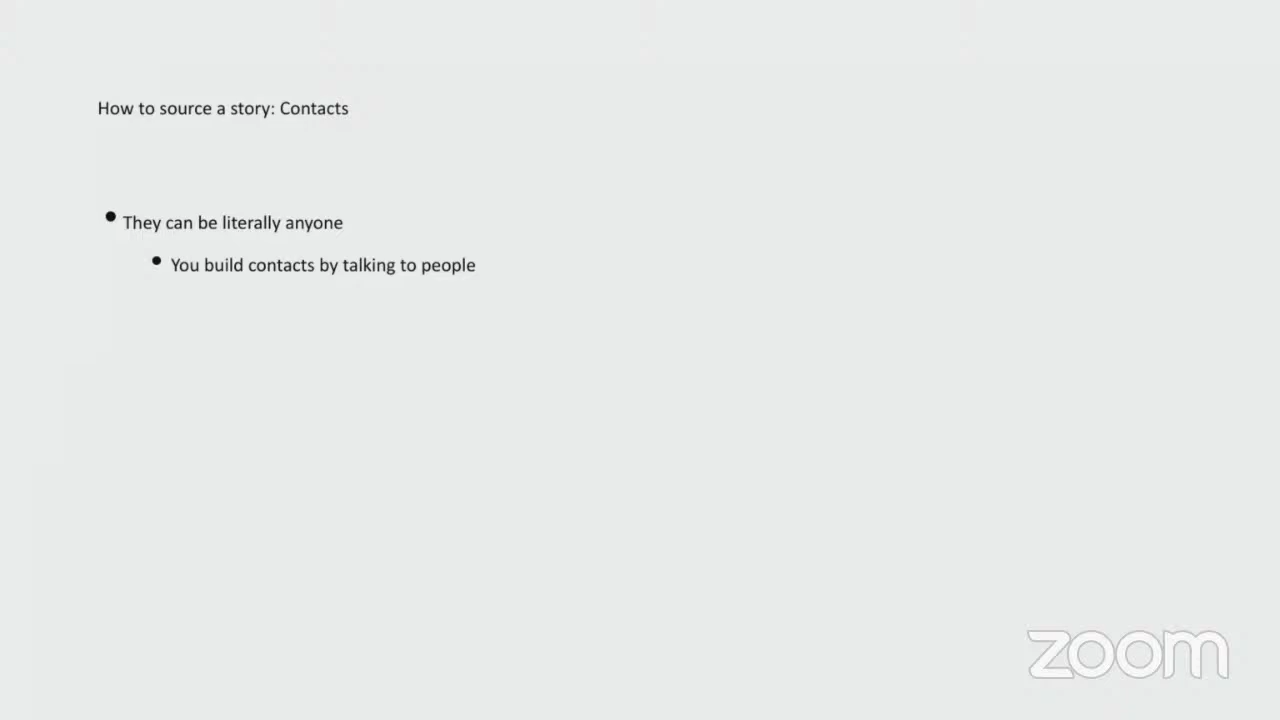 How to source a story: Contacts
• They can be literally anyone
• You build contacts by talking to people
zoom